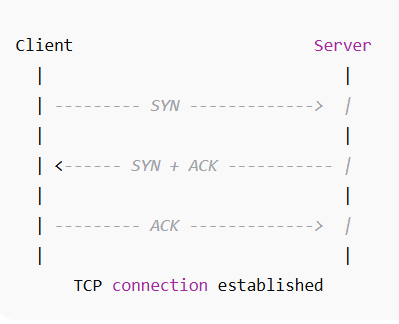 Client                         Server
  |                              |
  | --------- SYN -------------> |
  |                              |
  | <------ SYN + ACK ----------- |
  |                              |
  | --------- ACK -------------> |
  |                              |
TCP connection established